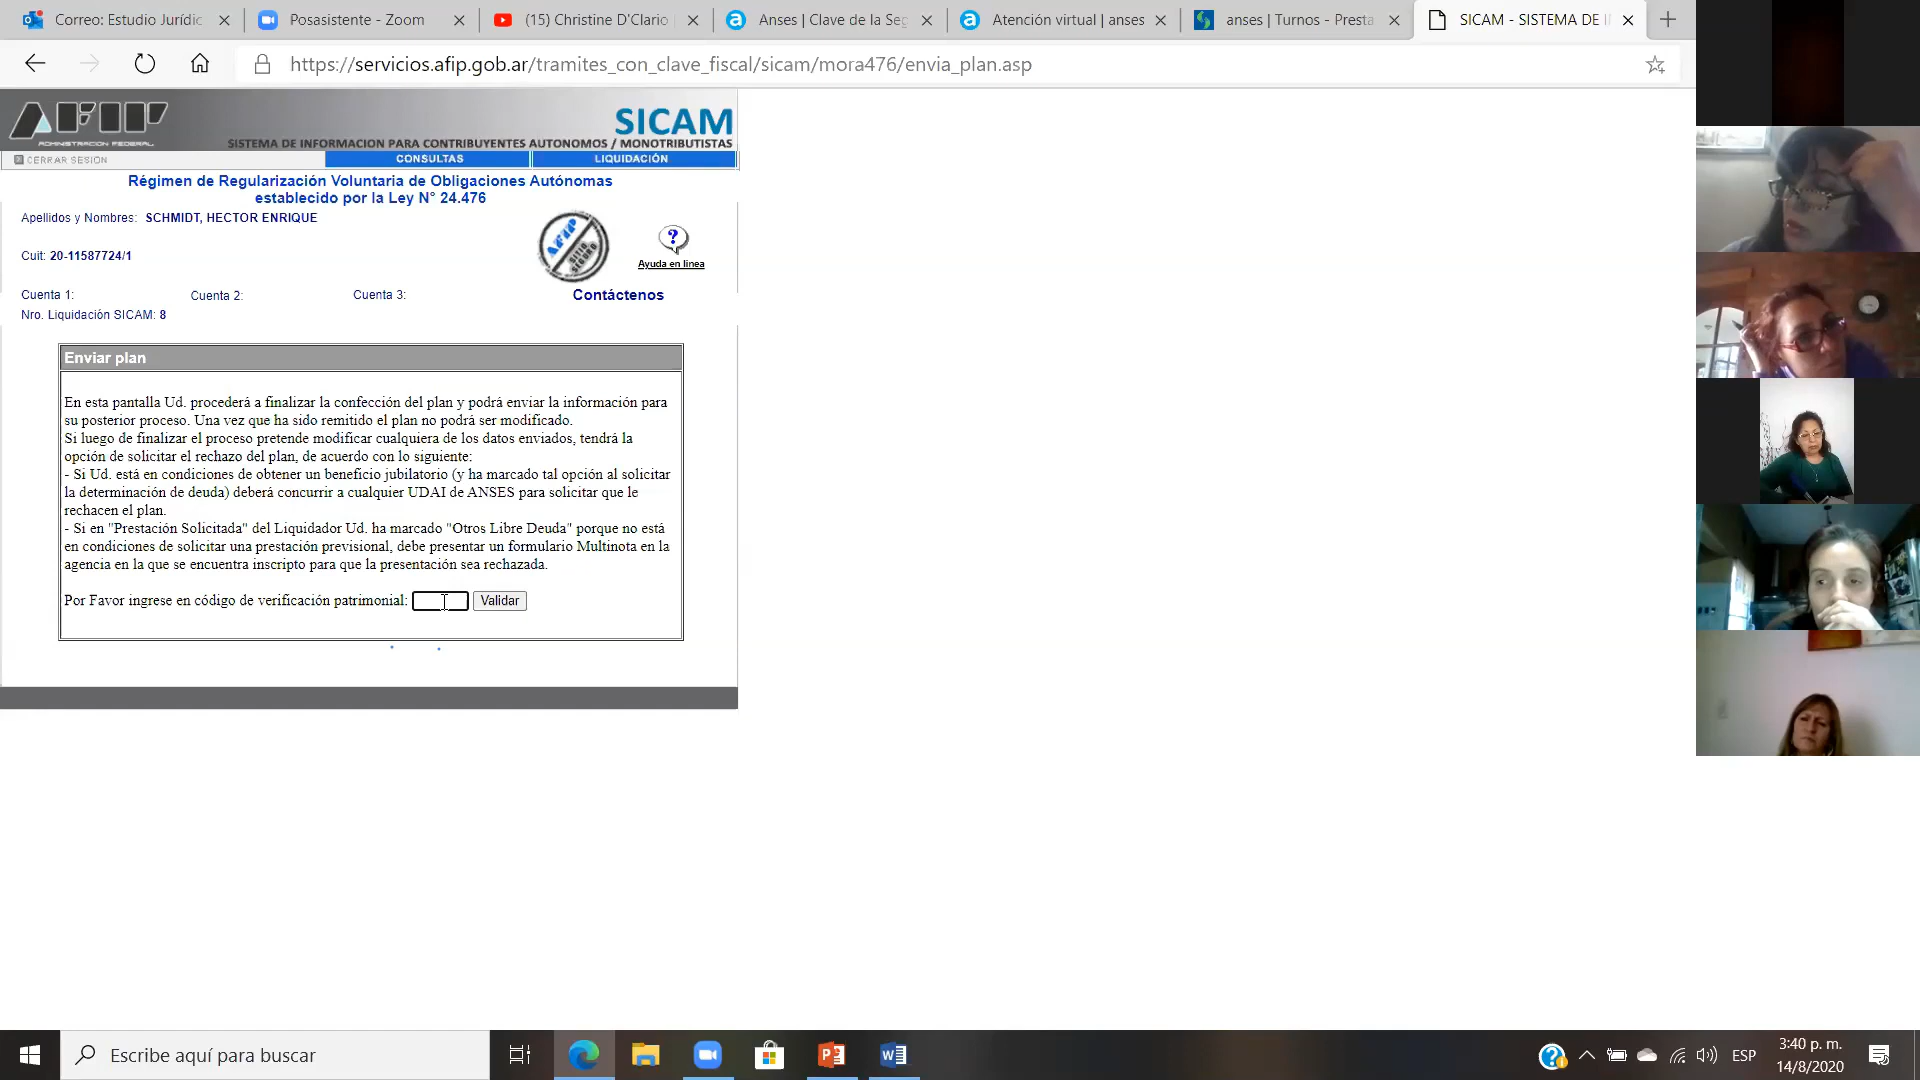 Correo: Estudio Jurídic
Posasistente - Zoom
(15) Christine D'Clario
Anses | Clave de la Seg
Atención virtual | anses
anses | Turnos - Presta
SICAM - SISTEMA DE I
https://servicios.afip.gob.ar/tramites_con_clave_fiscal/sicam/mora476/envia_plan.asp
AFIP
ADMINISTRACION FEDERAL
SICAM
SISTEMA DE INFORMACION PARA CONTRIBUYENTES AUTONOMOS / MONOTRIBUTISTAS
CERRAR SESION
CONSULTAS
LIQUIDACIÓN
Régimen de Regularización Voluntaria de Obligaciones Autónomas
establecido por la Ley N° 24.476
Apellidos y Nombres: SCHMIDT, HECTOR ENRIQUE
AFIP
SITIO
SEGURO
?
Ayuda en linea
Cuit: 20-11587724/1
Cuenta 1:
Cuenta 2:
Cuenta 3:
Contáctenos
Nro. Liquidación SICAM: 8
Enviar plan
En esta pantalla Ud. procederá a finalizar la confección del plan y podrá enviar la información para
su posterior proceso. Una vez que ha sido remitido el plan no podrá ser modificado.
Si luego de finalizar el proceso pretende modificar cualquiera de los datos enviados, tendrá la
opción de solicitar el rechazo del plan, de acuerdo con lo siguiente:
- Si Ud. está en condiciones de obtener un beneficio jubilatorio (y ha marcado tal opción al solicitar
la determinación de deuda) deberá concurrir a cualquier UDAI de ANSES para solicitar que le
rechacen el plan.
- Si en "Prestación Solicitada" del Liquidador Ud. ha marcado "Otros Libre Deuda" porque no está
en condiciones de solicitar una prestación previsional, debe presentar un formulario Multinota en la
agencia en la que se encuentra inscripto para que la presentación sea rechazada.
Por Favor ingrese en código de verificación patrimonial:
Validar
Escribe aquí para buscar
ESP
3:40 p. m.
14/8/2020